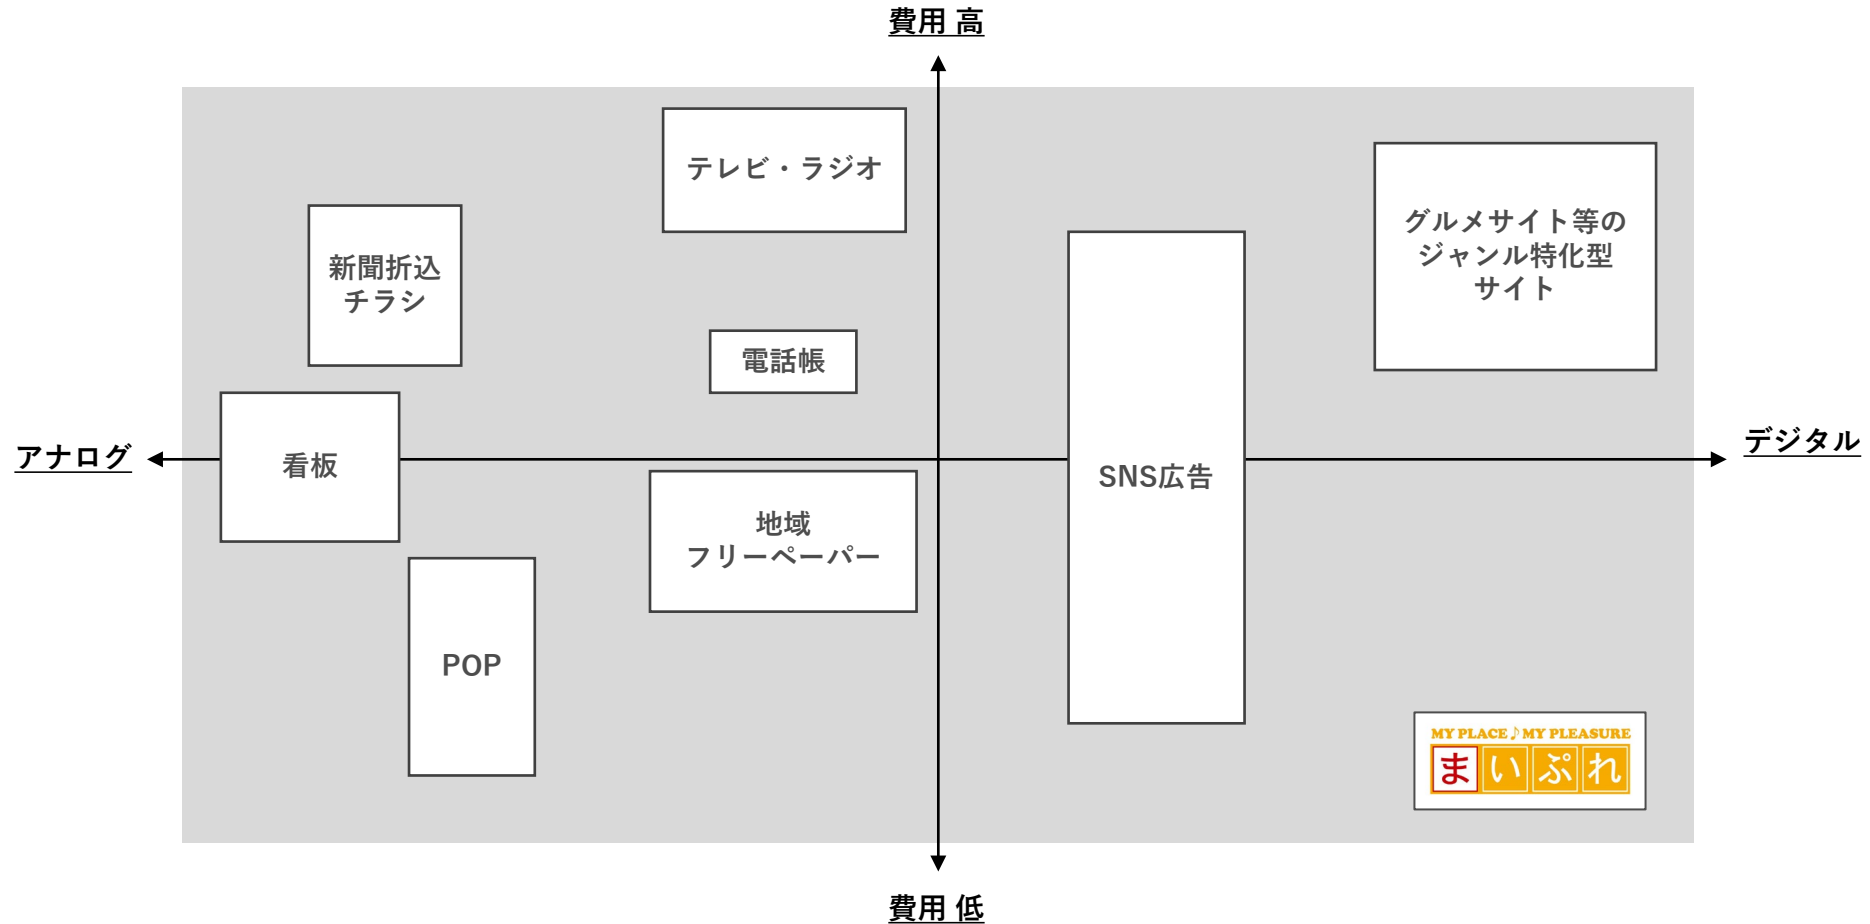 費用 高
テレビ・ラジオ
グルメサイト等の
ジャンル特化型
サイト
新聞折込
チラシ
電話帳
アナログ
デジタル
看板
SNS広告
地域
フリーペーパー
POP
MY PLACE♪MY PLEASURE
まいぷれ
費用 低